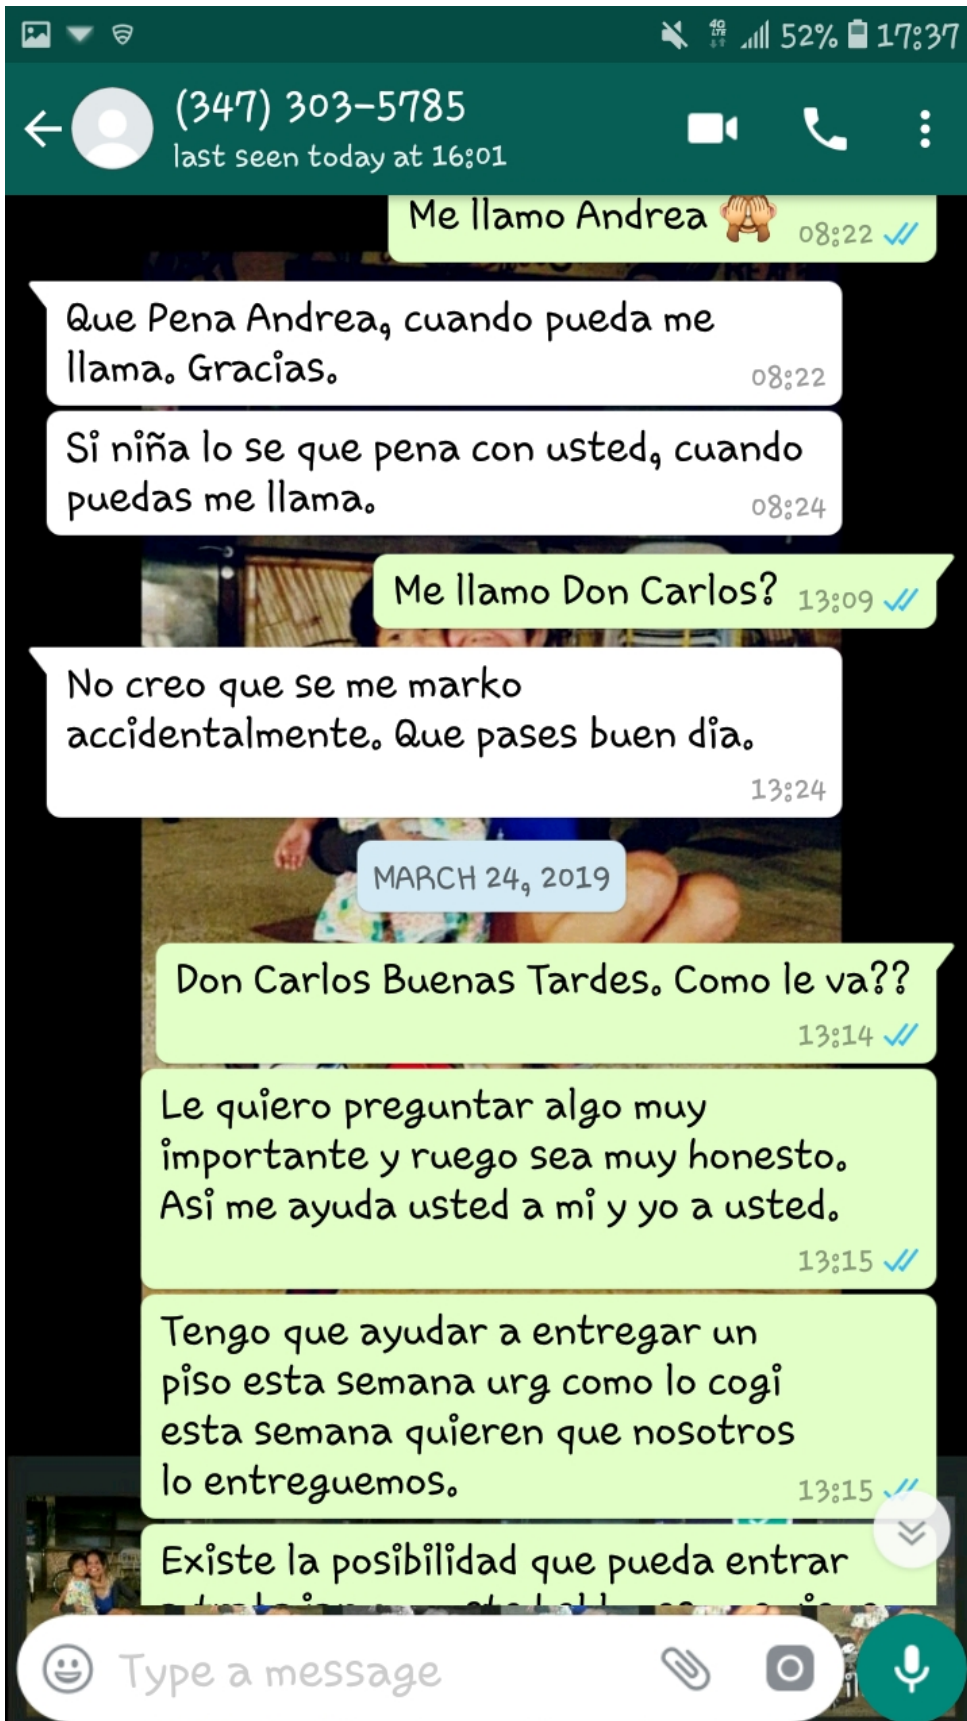 52% 17:37
(347) 303-5785
last seen today at 16:01
Me llamo Andrea 🙈 08:22
Que Pena Andrea, cuando pueda me
llama. Gracias. 08:22
Si niña lo se que pena con usted, cuando
puedas me llama. 08:24
Me llamo Don Carlos? 13:09
No creo que se me marko
accidentalmente. Que pases buen dia.
13:24
MARCH 24, 2019
Don Carlos Buenas Tardes. Como le va??
13:14
Le quiero preguntar algo muy
importante y ruego sea muy honesto.
Asi me ayuda usted a mi y yo a usted.
13:15
Tengo que ayudar a entregar un
piso esta semana urg como lo cogi
esta semana quieren que nosotros
lo entreguemos. 13:15
Existe la posibilidad que pueda entrar
Type a message